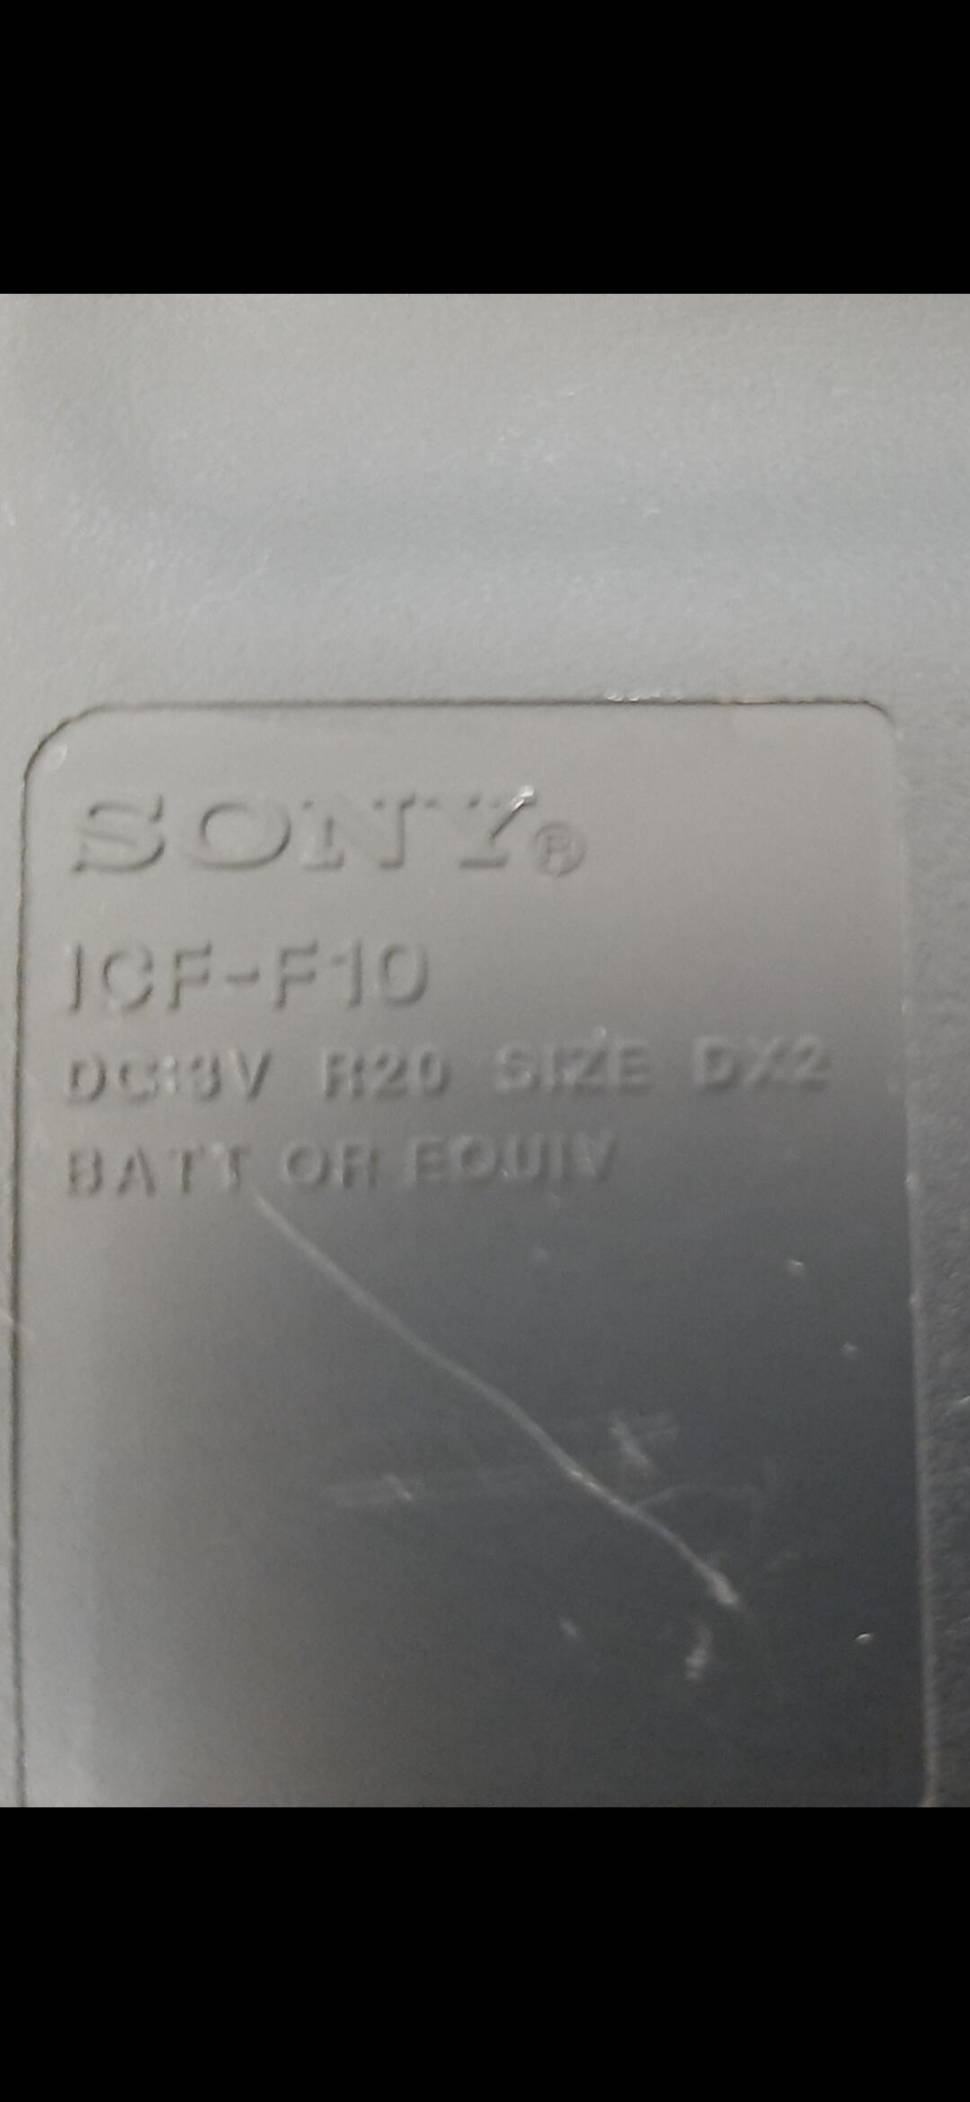 SONY®
ICF-F10
DC:3V R20 SIZE DX2
BATT OR EQUIV